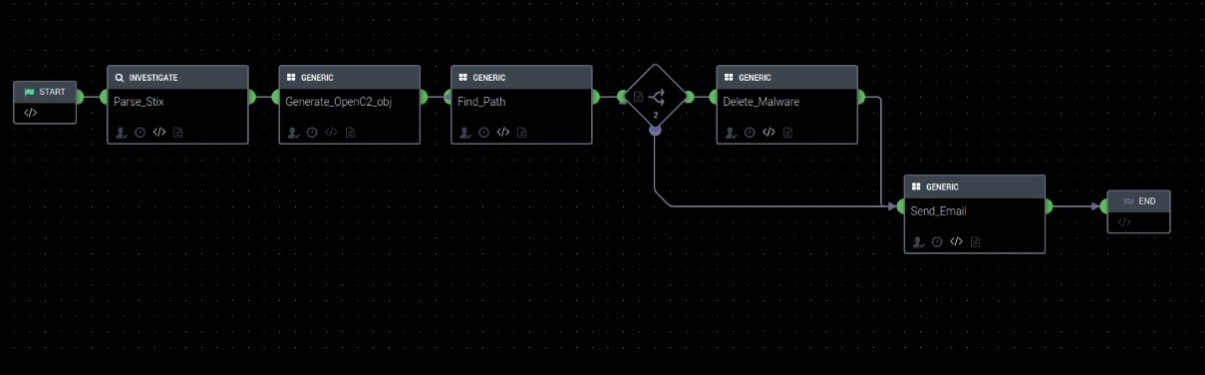 START
</>
INVESTIGATE
Parse_Stix
</>
GENERIC
Generate_OpenC2_obj
</>
GENERIC
Find_Path
</>
2
GENERIC
Delete_Malware
</>
GENERIC
Send_Email
</>
END
</>